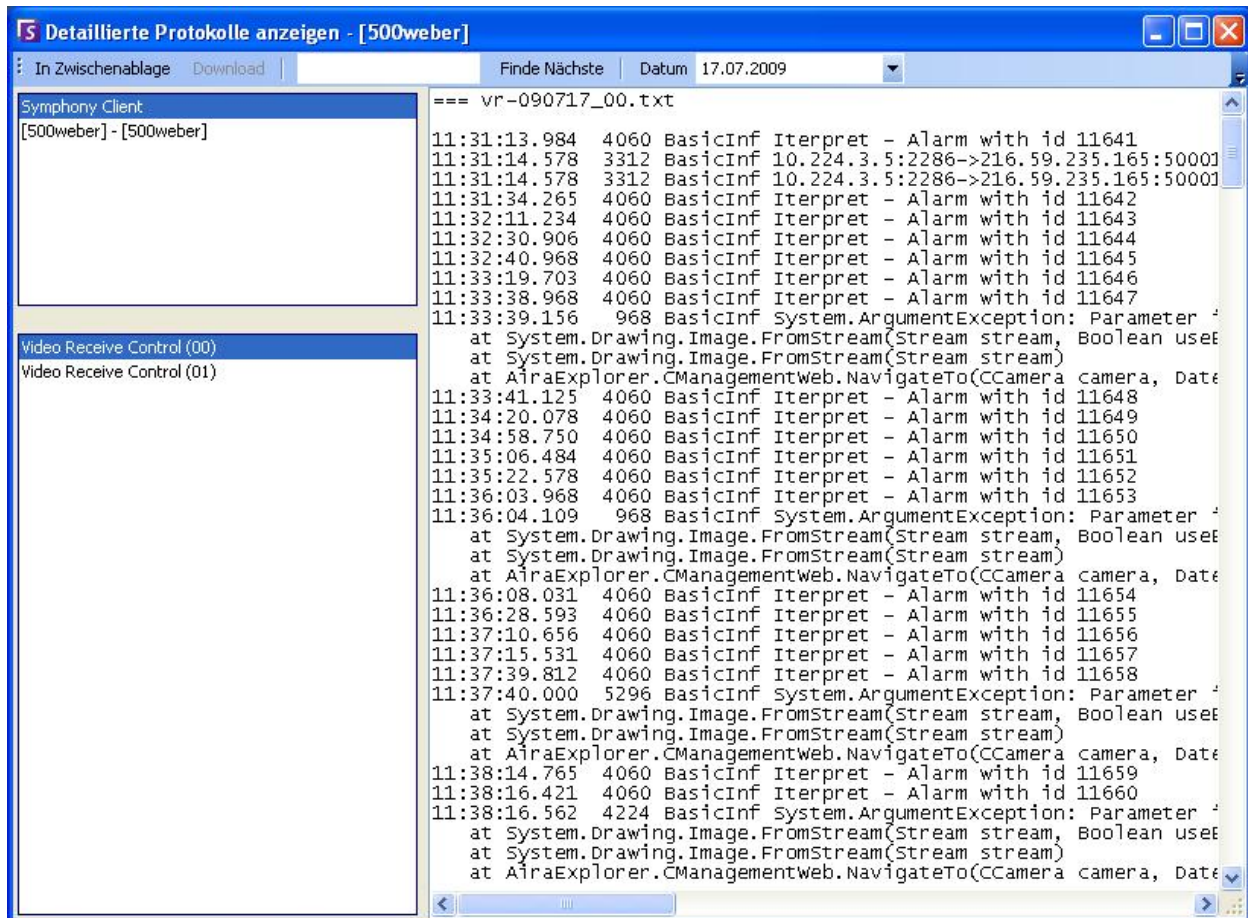 Detaillierte Protokolle anzeigen - [500weber]
In Zwischenablage Download Finde Nächste Datum 17.07.2009
Symphony Client
[500weber] - [500weber]
Video Receive Control (00)
Video Receive Control (01)
=== vr-090717_00.txt
11:31:13.984 4060 BasicInf Iterpret - Alarm with id 11641
11:31:14.578 3312 BasicInf 10.224.3.5:2286->216.59.235.165:50001
11:31:14.578 3312 BasicInf 10.224.3.5:2286->216.59.235.165:50001
11:31:34.265 4060 BasicInf Iterpret - Alarm with id 11642
11:32:11.234 4060 BasicInf Iterpret - Alarm with id 11643
11:32:30.906 4060 BasicInf Iterpret - Alarm with id 11644
11:32:40.968 4060 BasicInf Iterpret - Alarm with id 11645
11:33:19.703 4060 BasicInf Iterpret - Alarm with id 11646
11:33:38.968 4060 BasicInf Iterpret - Alarm with id 11647
11:33:39.156 968 BasicInf System.ArgumentException: Parameter
at System.Drawing.Image.FromStream(Stream stream, Boolean use
at System.Drawing.Image.FromStream(Stream stream)
at AiraExplorer.CManagementWeb.NavigateTo(CCamera camera, Date
11:33:41.125 4060 BasicInf Iterpret - Alarm with id 11648
11:34:20.078 4060 BasicInf Iterpret - Alarm with id 11649
11:34:58.750 4060 BasicInf Iterpret - Alarm with id 11650
11:35:06.484 4060 BasicInf Iterpret - Alarm with id 11651
11:35:22.578 4060 BasicInf Iterpret - Alarm with id 11652
11:36:03.968 4060 BasicInf Iterpret - Alarm with id 11653
11:36:04.109 968 BasicInf System.ArgumentException: Parameter
at System.Drawing.Image.FromStream(Stream stream, Boolean use
at System.Drawing.Image.FromStream(Stream stream)
at AiraExplorer.CManagementWeb.NavigateTo(CCamera camera, Date
11:36:08.031 4060 BasicInf Iterpret - Alarm with id 11654
11:36:28.593 4060 BasicInf Iterpret - Alarm with id 11655
11:37:10.656 4060 BasicInf Iterpret - Alarm with id 11656
11:37:15.531 4060 BasicInf Iterpret - Alarm with id 11657
11:37:39.812 4060 BasicInf Iterpret - Alarm with id 11658
11:37:40.000 5296 BasicInf System.ArgumentException: Parameter
at System.Drawing.Image.FromStream(Stream stream, Boolean use
at System.Drawing.Image.FromStream(Stream stream)
at AiraExplorer.CManagementWeb.NavigateTo(CCamera camera, Date
11:38:14.765 4060 BasicInf Iterpret - Alarm with id 11659
11:38:16.421 4060 BasicInf Iterpret - Alarm with id 11660
11:38:16.562 4224 BasicInf System.ArgumentException: Parameter
at System.Drawing.Image.FromStream(Stream stream, Boolean use
at System.Drawing.Image.FromStream(Stream stream)
at AiraExplorer.CManagementWeb.NavigateTo(CCamera camera, Date